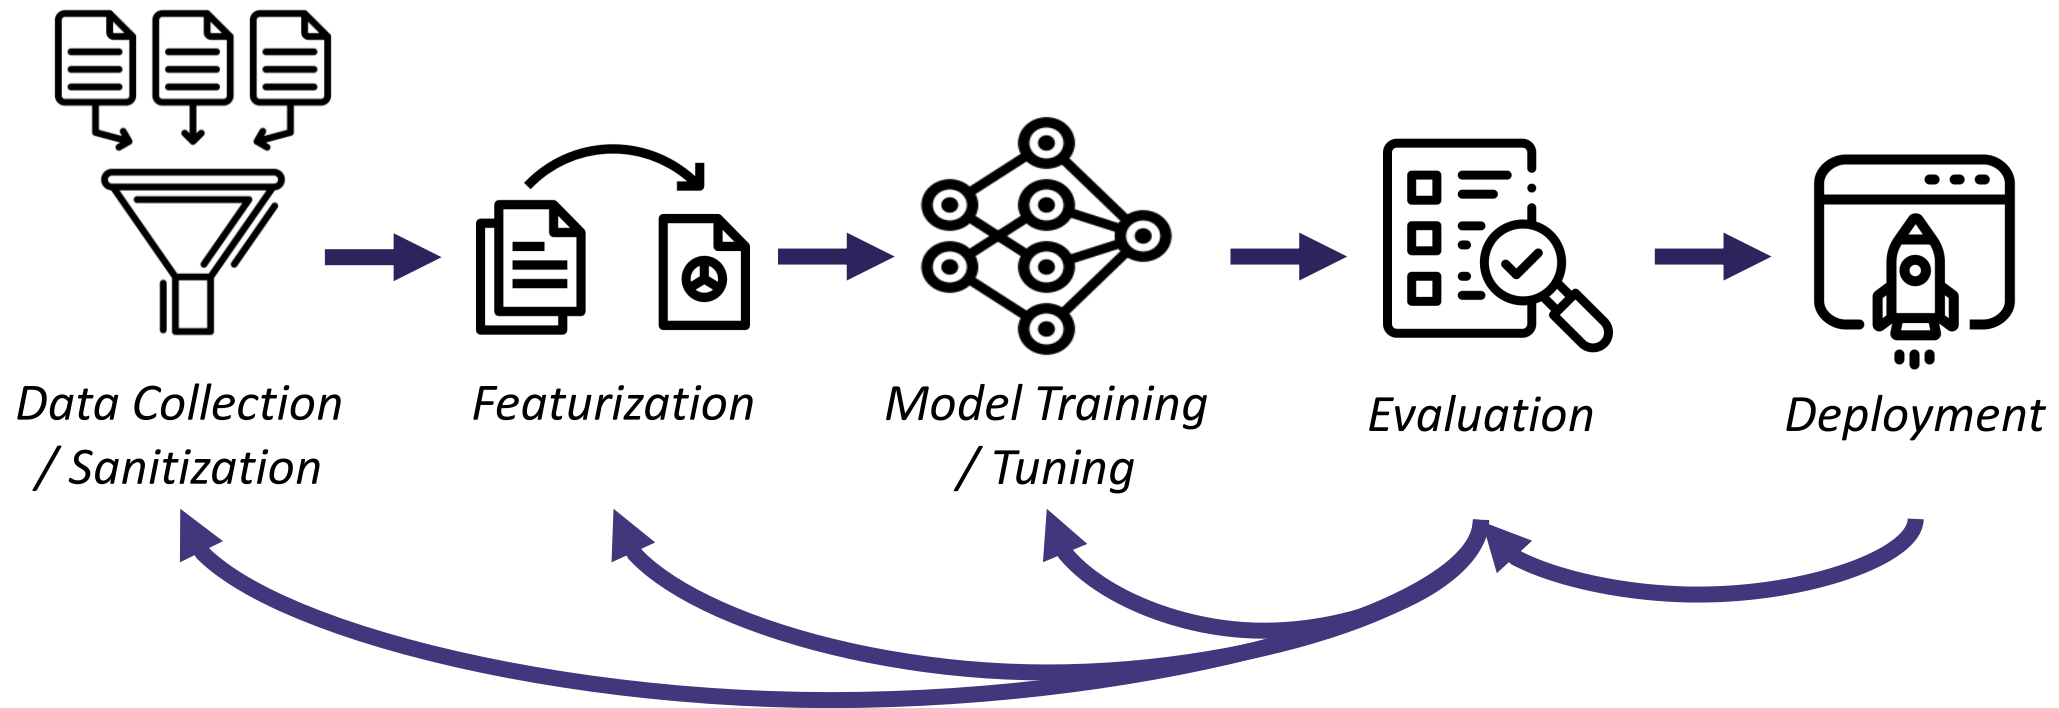 Data Collection
/ Sanitization
Featurization
Model Training
/ Tuning
Evaluation
Deployment